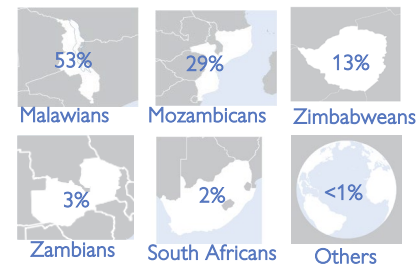 53%
29%
13%
Malawians
Mozambicans
Zimbabweans
3%
2%
<1%
Zambians
South Africans
Others